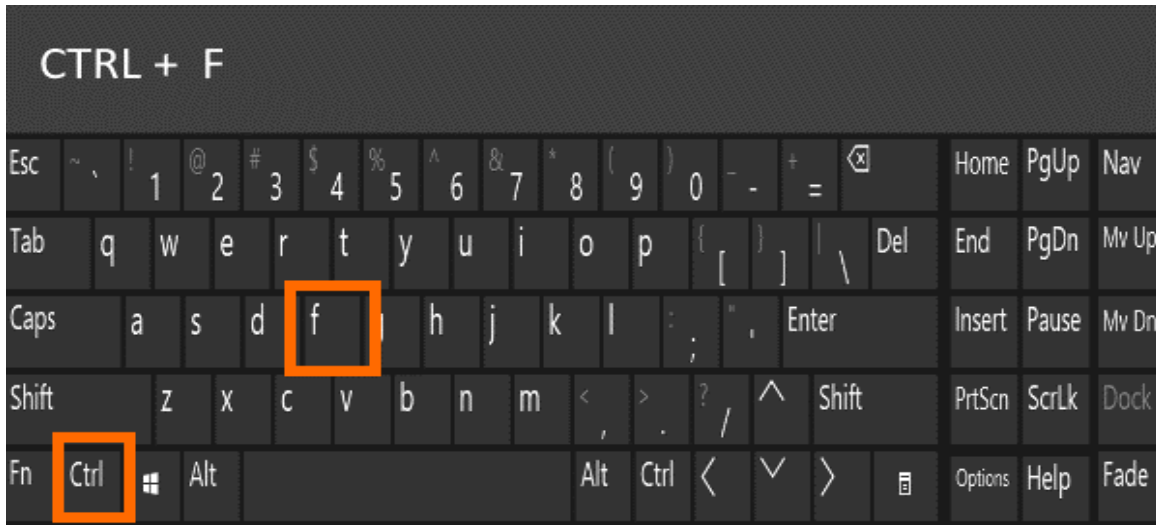 CTRL + F
Esc ~ ` ! 1 @ 2 # 3 $ 4 % 5 ^ 6 & 7 * 8 ( 9 ) 0 _ - + = Home PgUp Nav
Tab q w e r t y u i o p { [ } ] | \ Del End PgDn Mv Up
Caps a s d f h j k l : ; " ' Enter Insert Pause Mv Dn
Shift z x c v b n m < , > . ? / Shift PrtScn ScrLk Dock
Fn Ctrl Alt Alt Ctrl Options Help Fade